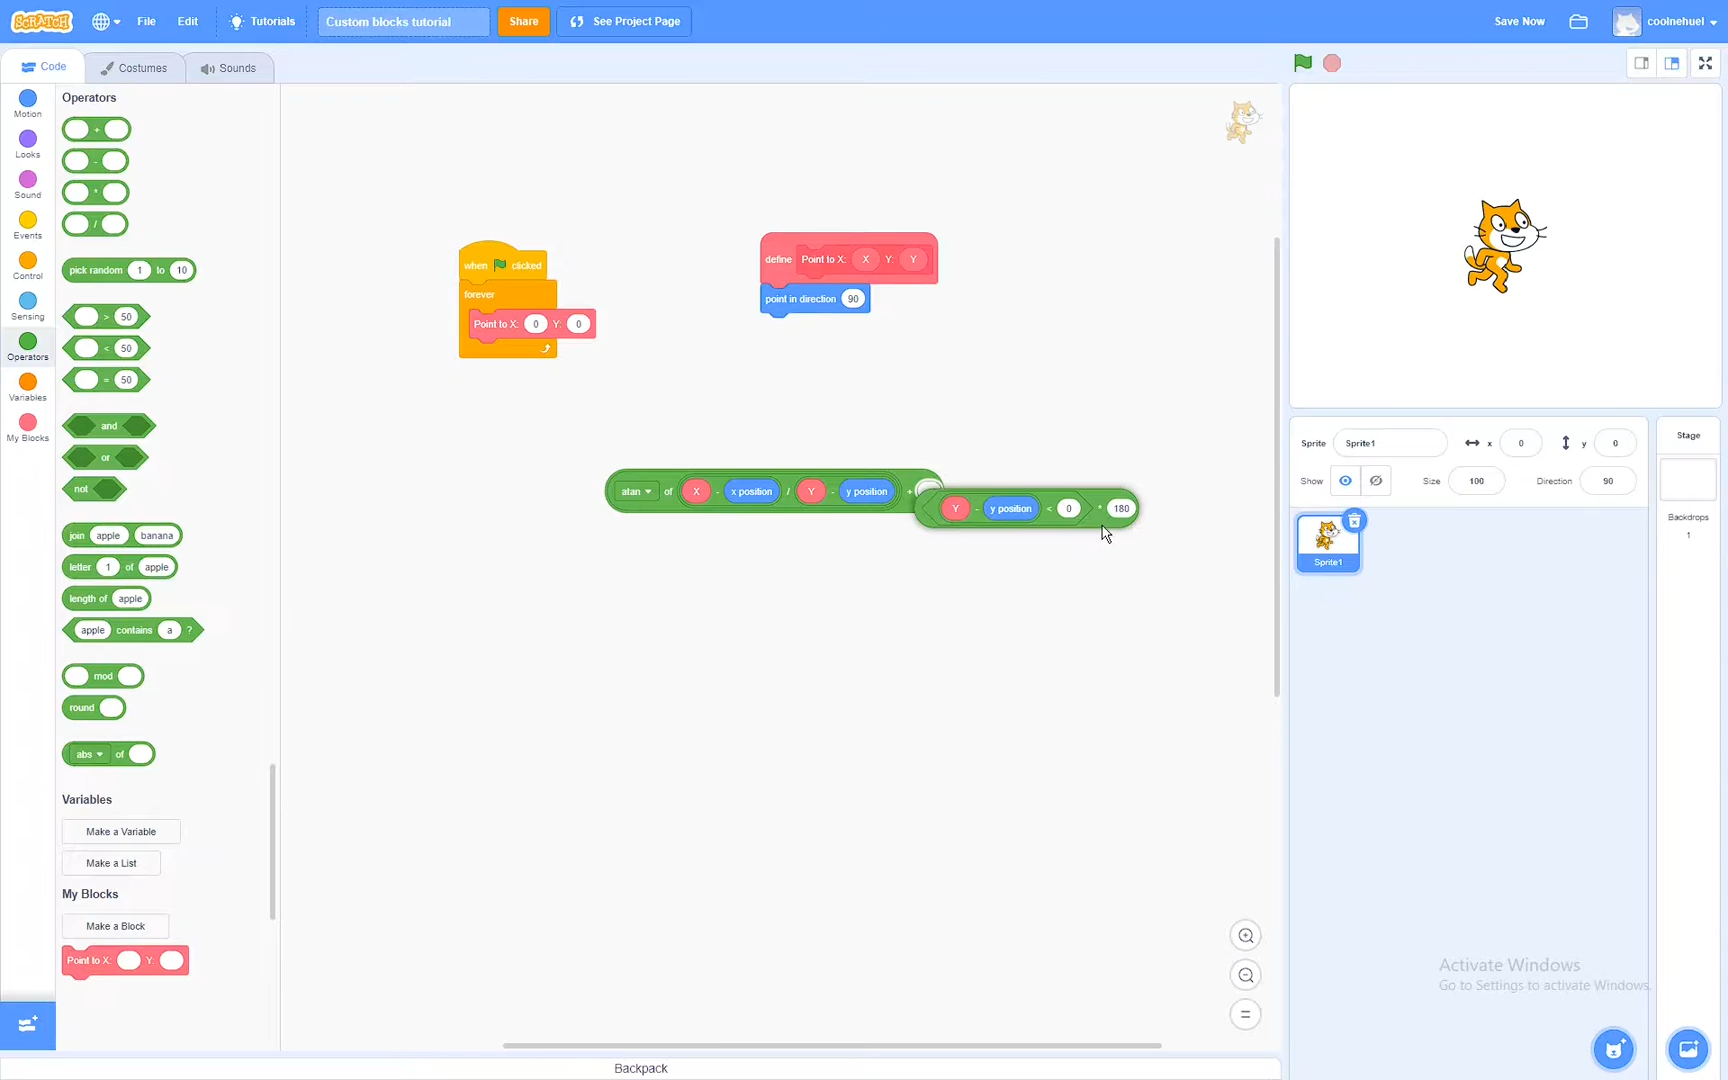 SCRATCH File Edit Tutorials Custom blocks tutorial Share See Project Page Save Now coolnehuel
Code Costumes Sounds
Motion
Looks
Sound
Events
Control
Sensing
Operators
Variables
My Blocks
Operators
+
-
*
/
pick random 1 to 10
> 50
< 50
= 50
and
or
not
join apple banana
letter 1 of apple
length of apple
apple contains a ?
mod
round
abs of
Variables
Make a Variable
Make a List
My Blocks
Make a Block
Point to X: Y:
when clicked
forever
Point to X: 0 Y: 0
define Point to X: X Y: Y
point in direction 90
atan of X - x position / Y - y position +
Y - y position < 0 * 180
Backpack
Sprite Sprite1 x 0 y 0
Show Size 100 Direction 90
Sprite1
Stage
Backdrops
1
Activate Windows
Go to Settings to activate Windows.